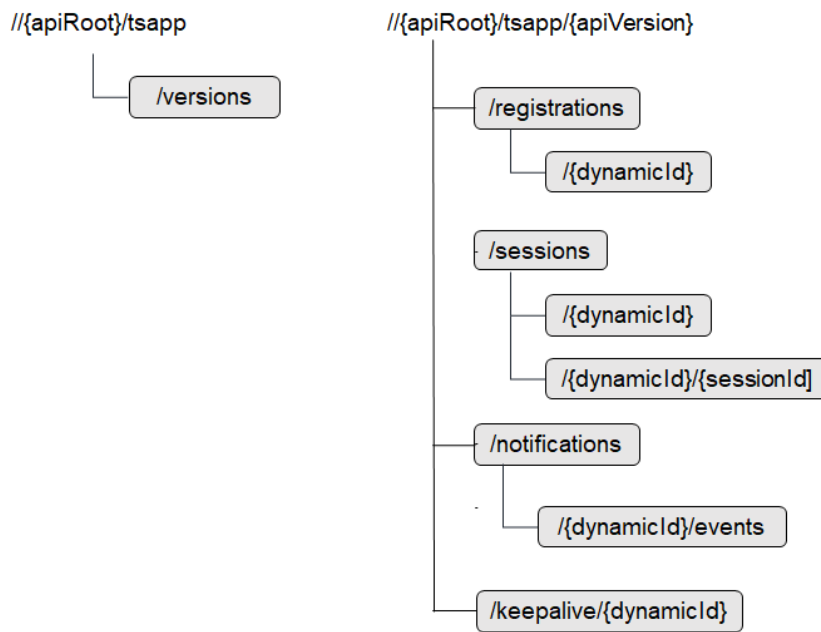 //{apiRoot}/tsapp
/versions
//{apiRoot}/tsapp/{apiVersion}
/registrations
/{dynamicId}
/sessions
/{dynamicId}
/{dynamicId}/{sessionId]
/notifications
/{dynamicId}/events
/keepalive/{dynamicId}